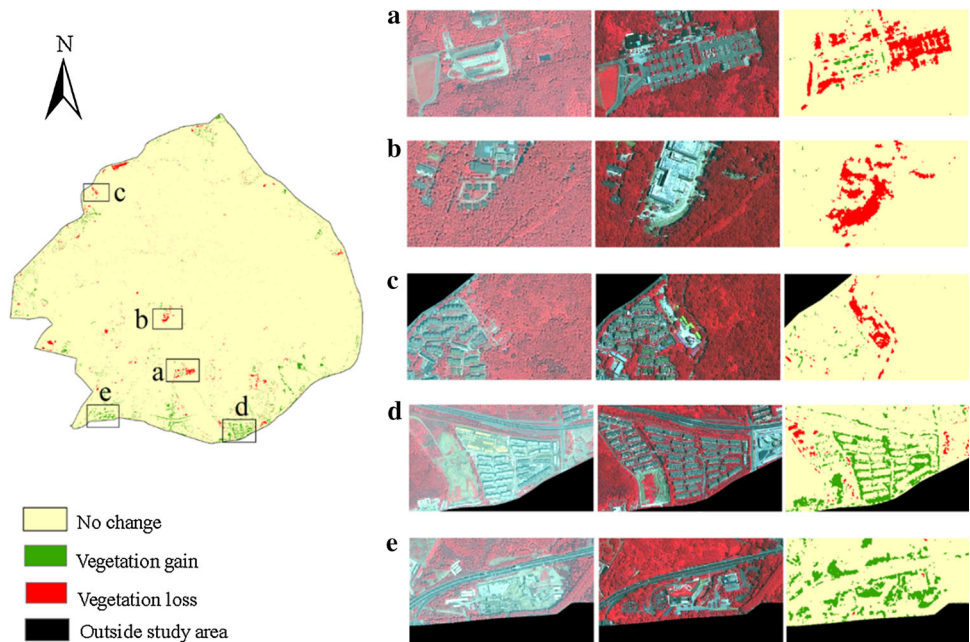 N
c
b
a
e
d
No change
Vegetation gain
Vegetation loss
Outside study area
a
b
c
d
e